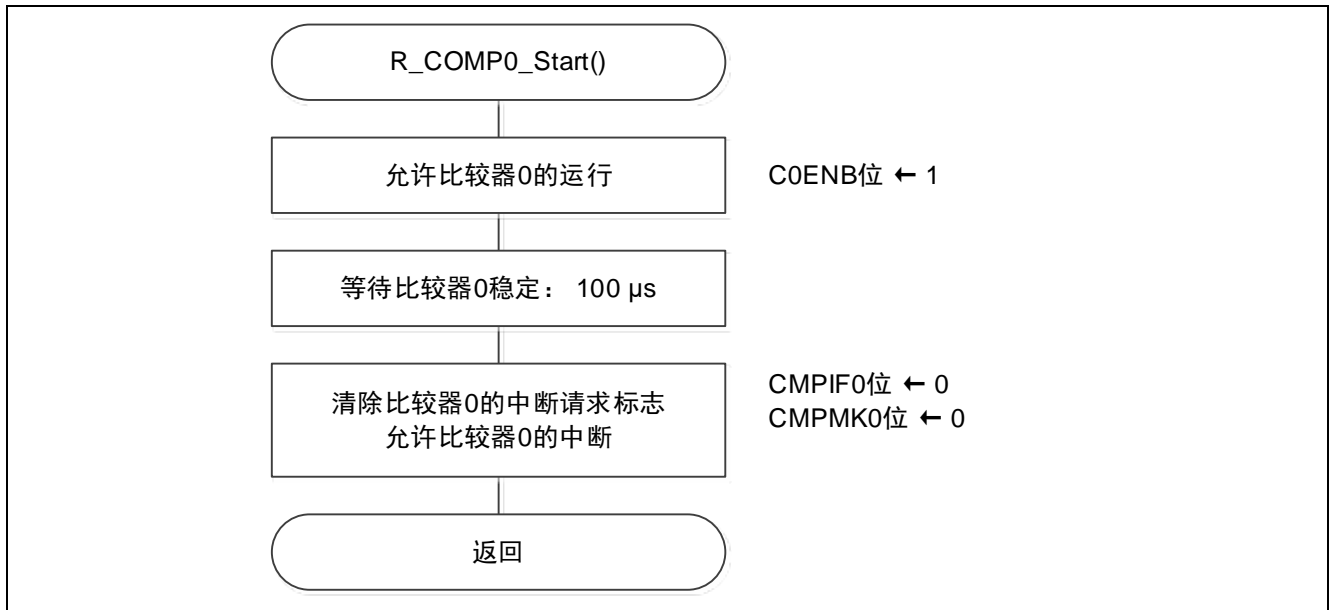 R_COMP0_Start()
允许比较器0的运行
C0ENB位 ← 1
等待比较器0稳定： 100 µs
清除比较器0的中断请求标志
允许比较器0的中断
CMPIF0位 ← 0
CMPMK0位 ← 0
返回